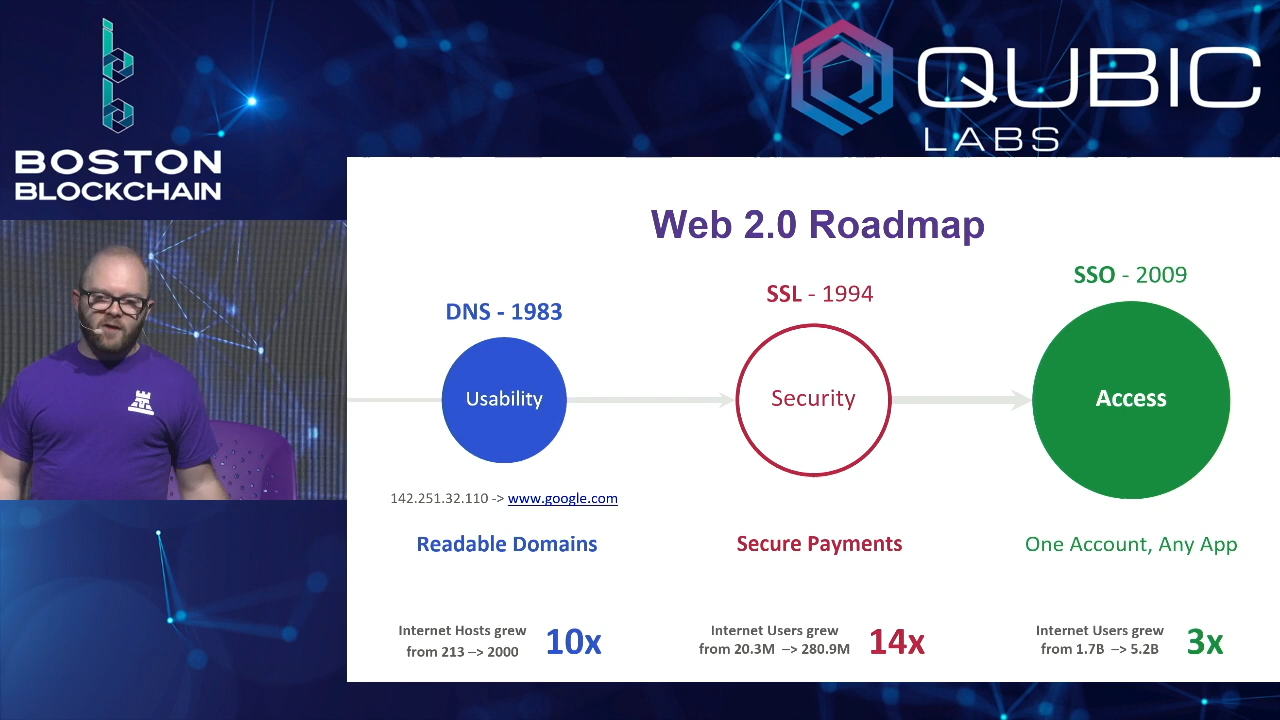 BOSTON
BLOCKCHAIN
QUBIC
LABS
Web 2.0 Roadmap
DNS - 1983
SSL - 1994
SSO - 2009
Usability
Security
Access
142.251.32.110 -> www.google.com
Readable Domains
Secure Payments
One Account, Any App
Internet Hosts grew
from 213 –> 2000
10x
Internet Users grew
from 20.3M –> 280.9M
14x
Internet Users grew
from 1.7B –> 5.2B
3x